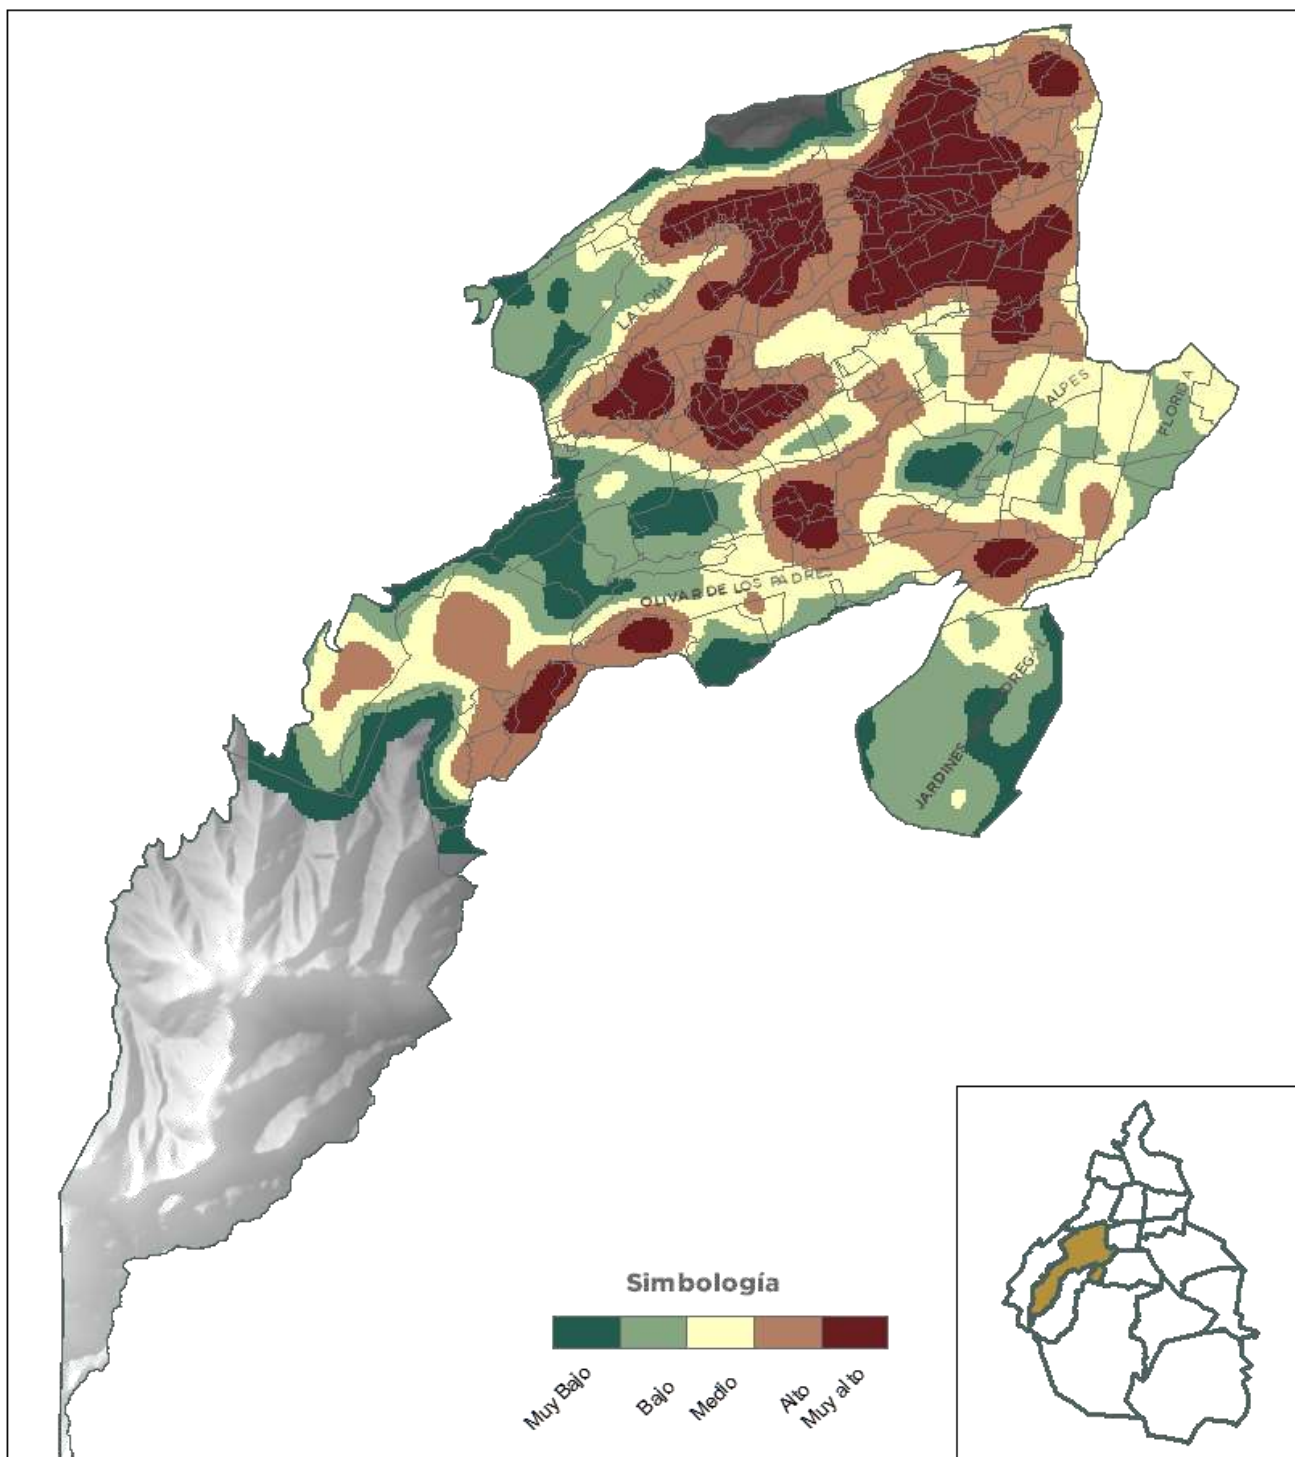 LA LOMA
ALPES
FLORIDA
OLIVAR DE LOS PADRES
JARDINES
Simbología
Muy Bajo
Bajo
Medio
Alto
Muy alto